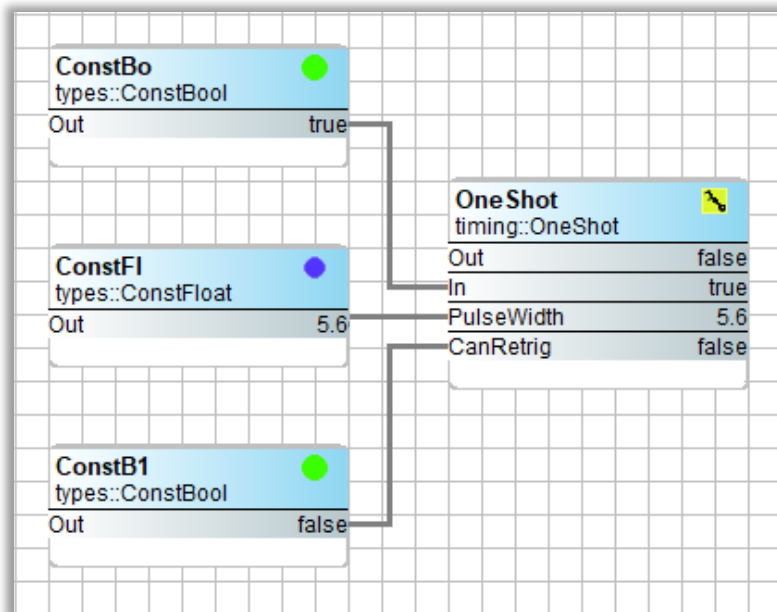 ConstBo
types::ConstBool
Out true
ConstFl
types::ConstFloat
Out 5.6
ConstB1
types::ConstBool
Out false
OneShot
timing::OneShot
Out false
In true
PulseWidth 5.6
CanRetrig false